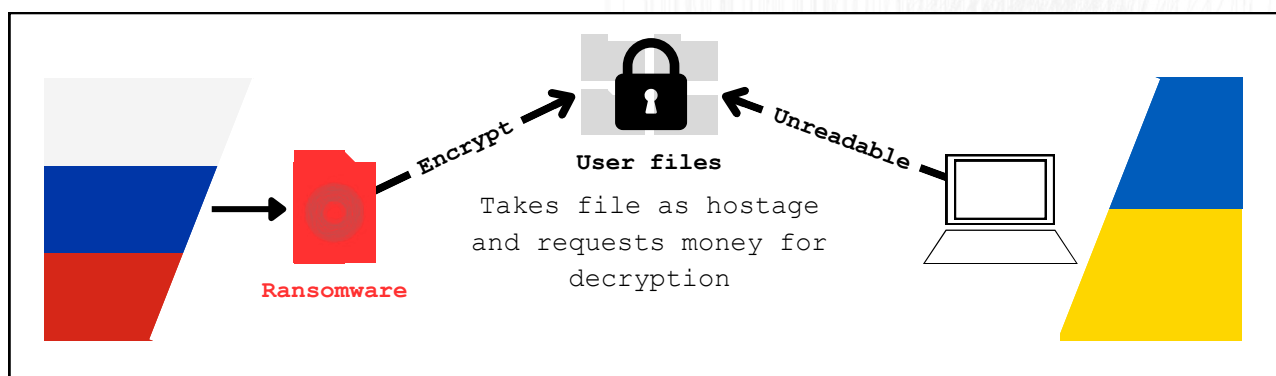 Encrypt
Unreadable
User files
Takes file as hostage
and requests money for
decryption
Ransomware